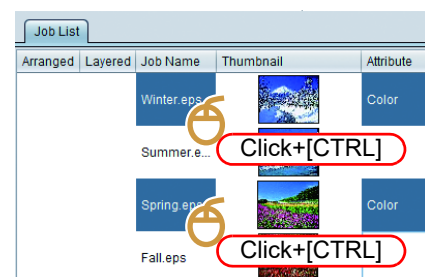 Job List
Arranged Layered Job Name Thumbnail Attribute
Winter.eps Color
Summer.e... Click+[CTRL]
Spring.eps Color
Fall.eps Click+[CTRL]